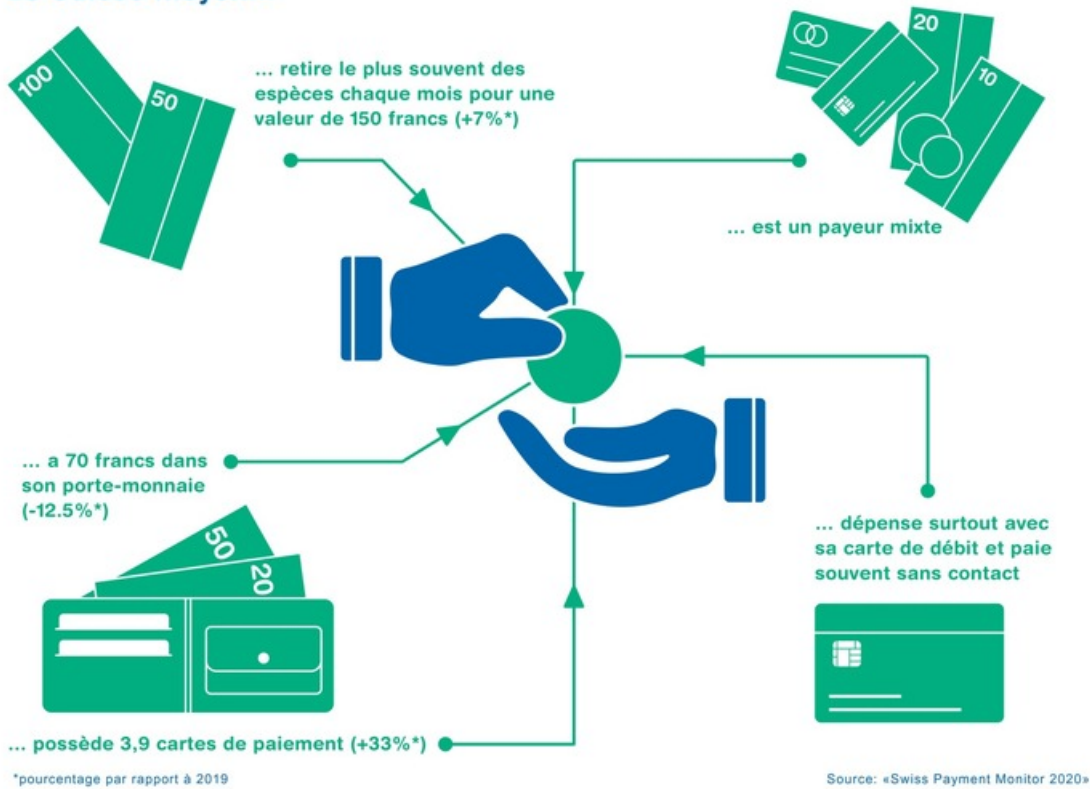 100
50
... retire le plus souvent des
espèces chaque mois pour une
valeur de 150 francs (+7%*)
20
10
... est un payeur mixte
... a 70 francs dans
son porte-monnaie
(-12.5%*)
50
20
... dépense surtout avec
sa carte de débit et paie
souvent sans contact
... possède 3,9 cartes de paiement (+33%*)
*pourcentage par rapport à 2019
Source: «Swiss Payment Monitor 2020»